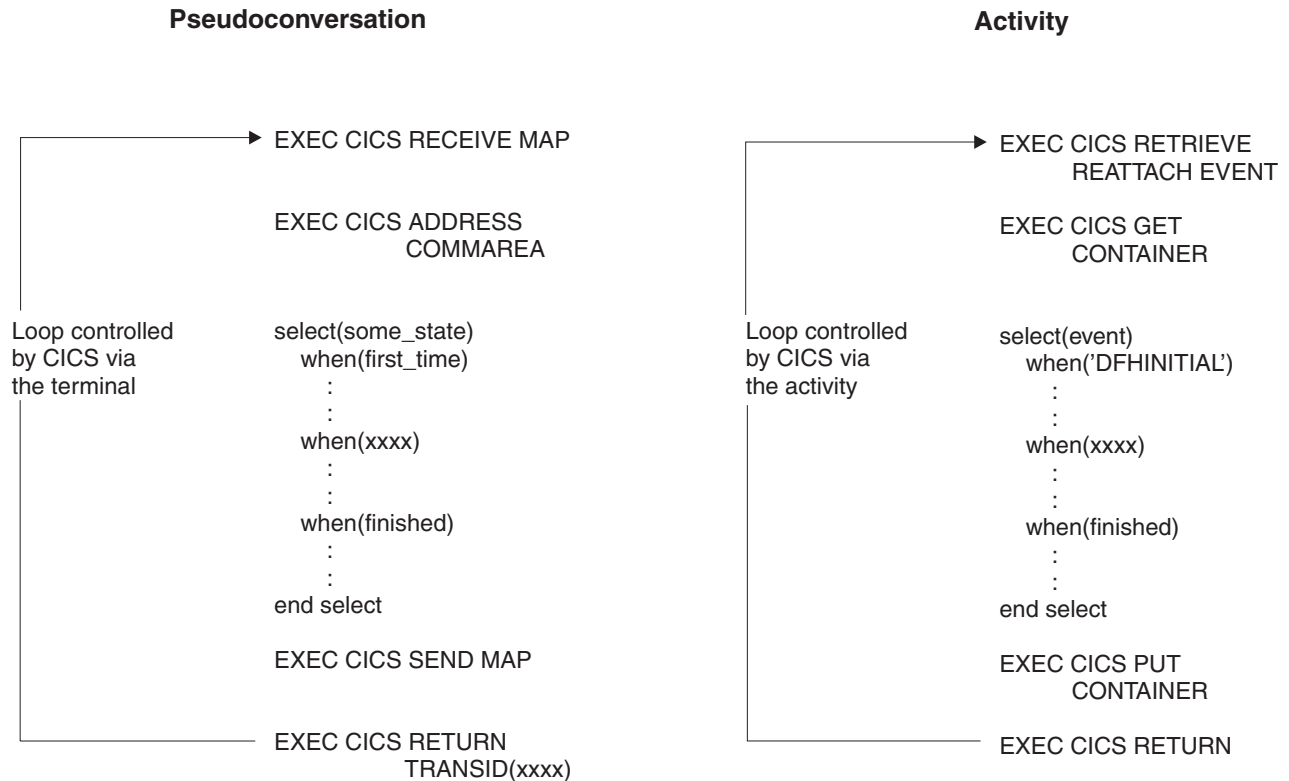 Pseudoconversation
EXEC CICS RECEIVE MAP
EXEC CICS ADDRESS
COMMAREA
Loop controlled
by CICS via
the terminal
select(some_state)
when(first_time)
:
:
when(xxxx)
:
:
when(finished)
:
:
end select
EXEC CICS SEND MAP
EXEC CICS RETURN
TRANSID(xxxx)
Activity
EXEC CICS RETRIEVE
REATTACH EVENT
EXEC CICS GET
CONTAINER
Loop controlled
by CICS via
the activity
select(event)
when('DFHINITIAL')
:
:
when(xxxx)
:
:
when(finished)
:
:
end select
EXEC CICS PUT
CONTAINER
EXEC CICS RETURN